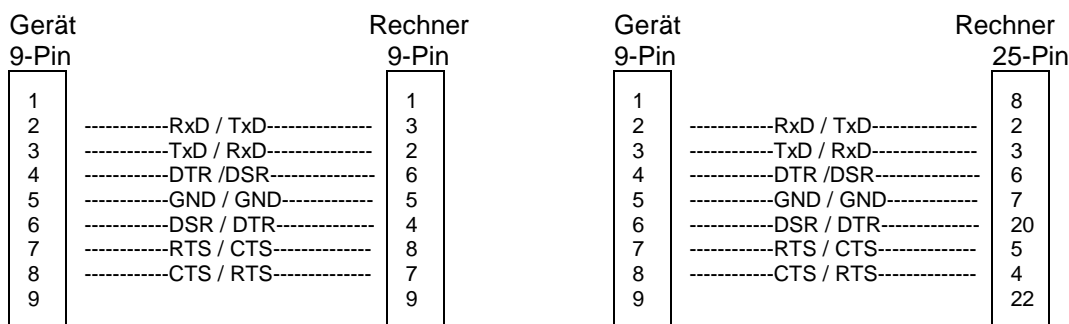 Gerät Rechner Gerät Rechner
9-Pin 9-Pin 9-Pin 25-Pin
1 1 1 8
2 -------------RxD / TxD--------------- 3 2 -------------RxD / TxD--------------- 2
3 -------------TxD / RxD--------------- 2 3 -------------TxD / RxD--------------- 3
4 -------------DTR /DSR--------------- 6 4 -------------DTR /DSR--------------- 6
5 -------------GND / GND------------- 5 5 -------------GND / GND------------- 7
6 -------------DSR / DTR-------------- 4 6 -------------DSR / DTR-------------- 20
7 -------------RTS / CTS-------------- 8 7 -------------RTS / CTS-------------- 5
8 -------------CTS / RTS-------------- 7 8 -------------CTS / RTS-------------- 4
9 9 9 22